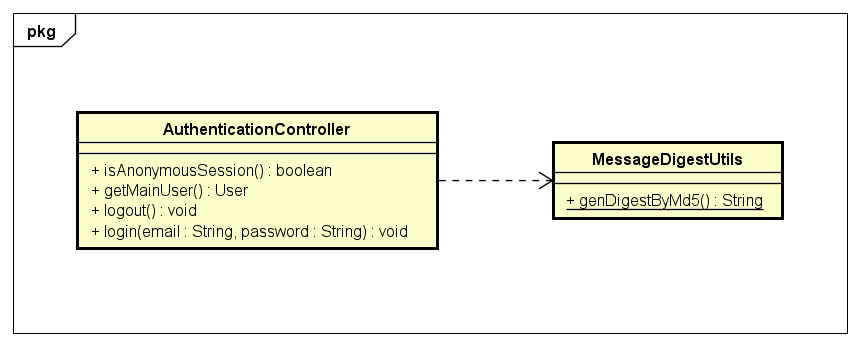 pkg
AuthenticationController
+ isAnonymousSession() : boolean
+ getMainUser() : User
+ logout() : void
+ login(email : String, password : String) : void
MessageDigestUtils
+ genDigestByMd5() : String